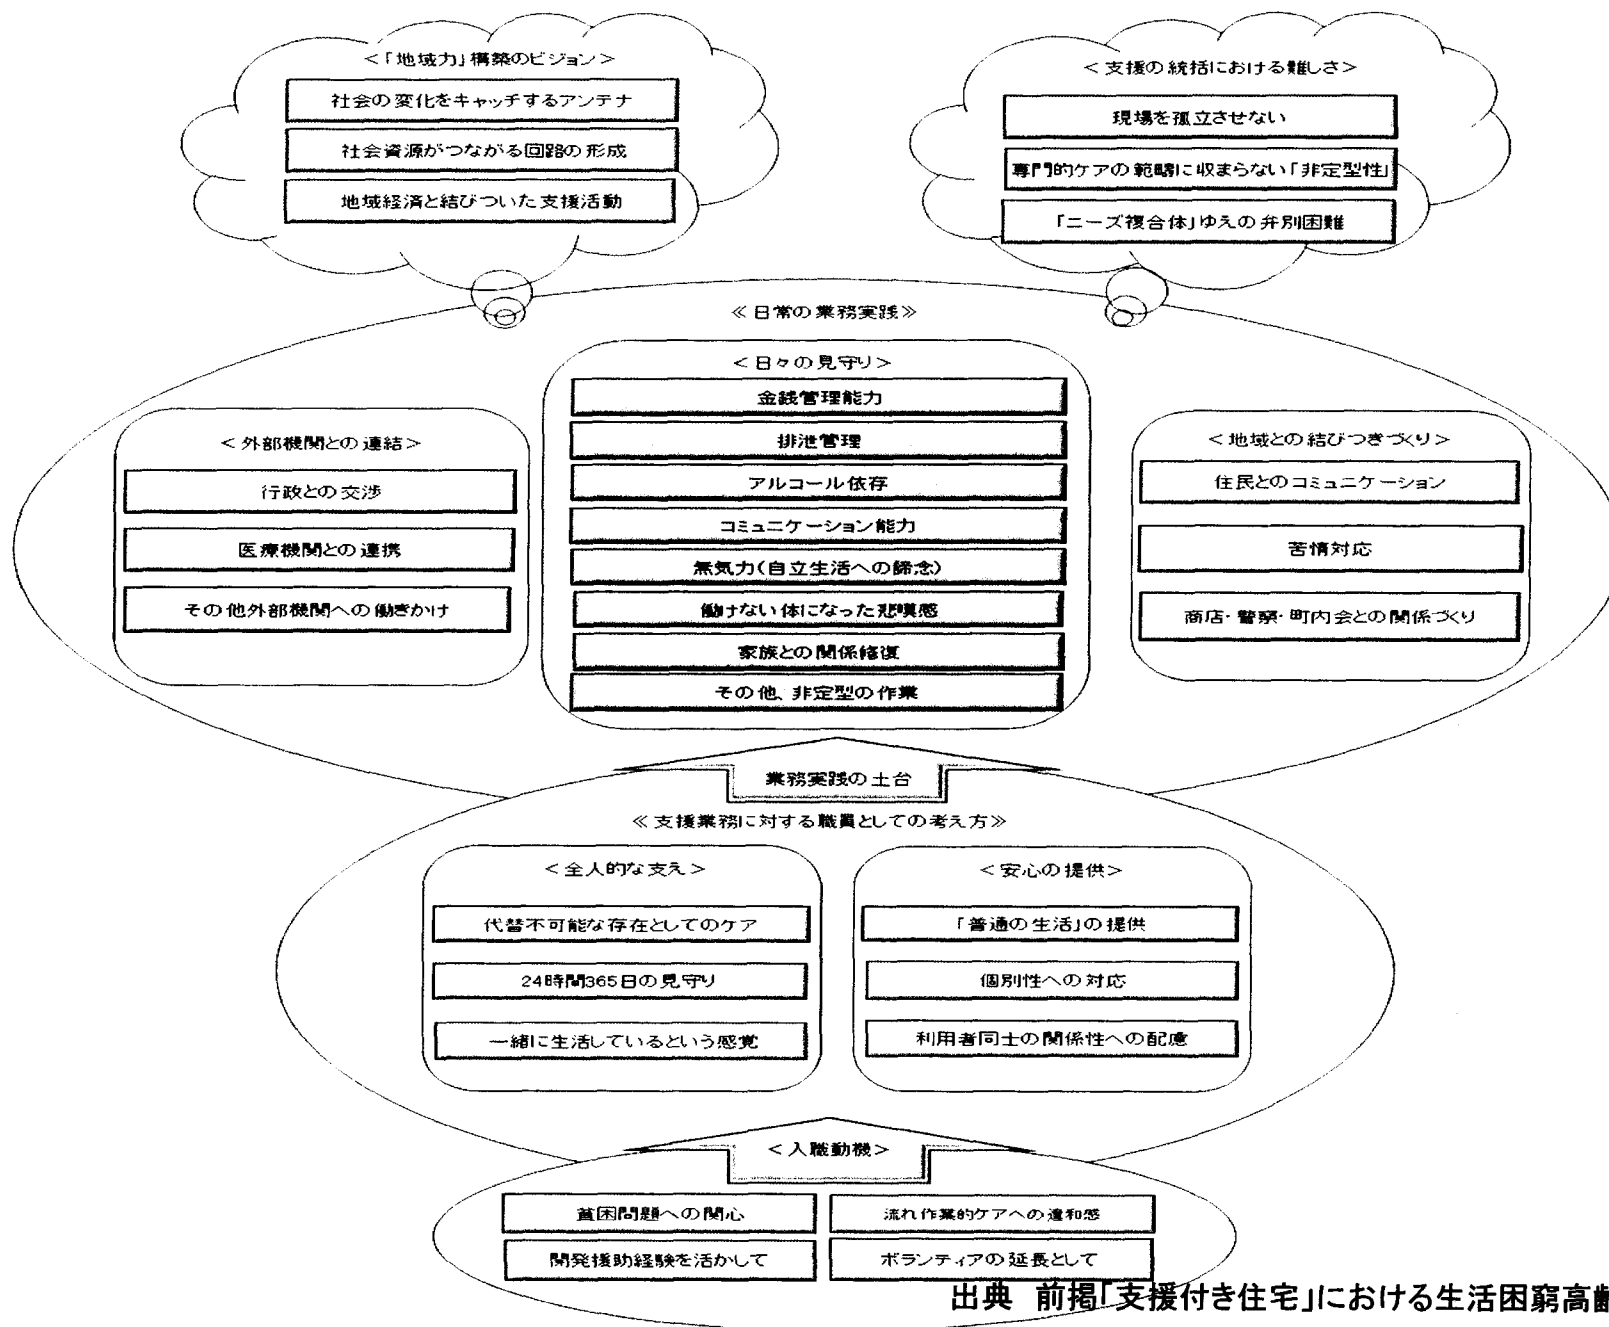 ＜「地域力」構築のビジョン＞
社会の変化をキャッチするアンテナ
社会資源がつながる回路の形成
地域経済と結びついた支援活動
＜支援の統括における難しさ＞
現場を孤立させない
専門的ケアの範疇に収まらない「非定型性」
「ニーズ複合体」ゆえの弁別困難
≪日常の業務実践≫
＜外部機関との連結＞
行政との交渉
医療機関との連携
その他外部機関への働きかけ
＜日々の見守り＞
金銭管理能力
排泄管理
アルコール依存
コミュニケーション能力
無気力（自立生活への諦念）
働けない体になった悲嘆感
家族との関係修復
その他、非定型の作業
＜地域との結びつきづくり＞
住民とのコミュニケーション
苦情対応
商店・警察・町内会との関係づくり
業務実践の土台
≪支援業務に対する職員としての考え方≫
＜全人的な支え＞
代替不可能な存在としてのケア
24時間365日の見守り
一緒に生活しているという感覚
＜安心の提供＞
「普通の生活」の提供
個別性への対応
利用者同士の関係性への配慮
＜入職動機＞
貧困問題への関心
流れ作業的ケアへの違和感
開発援助経験を活かして
ボランティアの延長として
出典　前掲「支援付き住宅」における生活困窮高齢